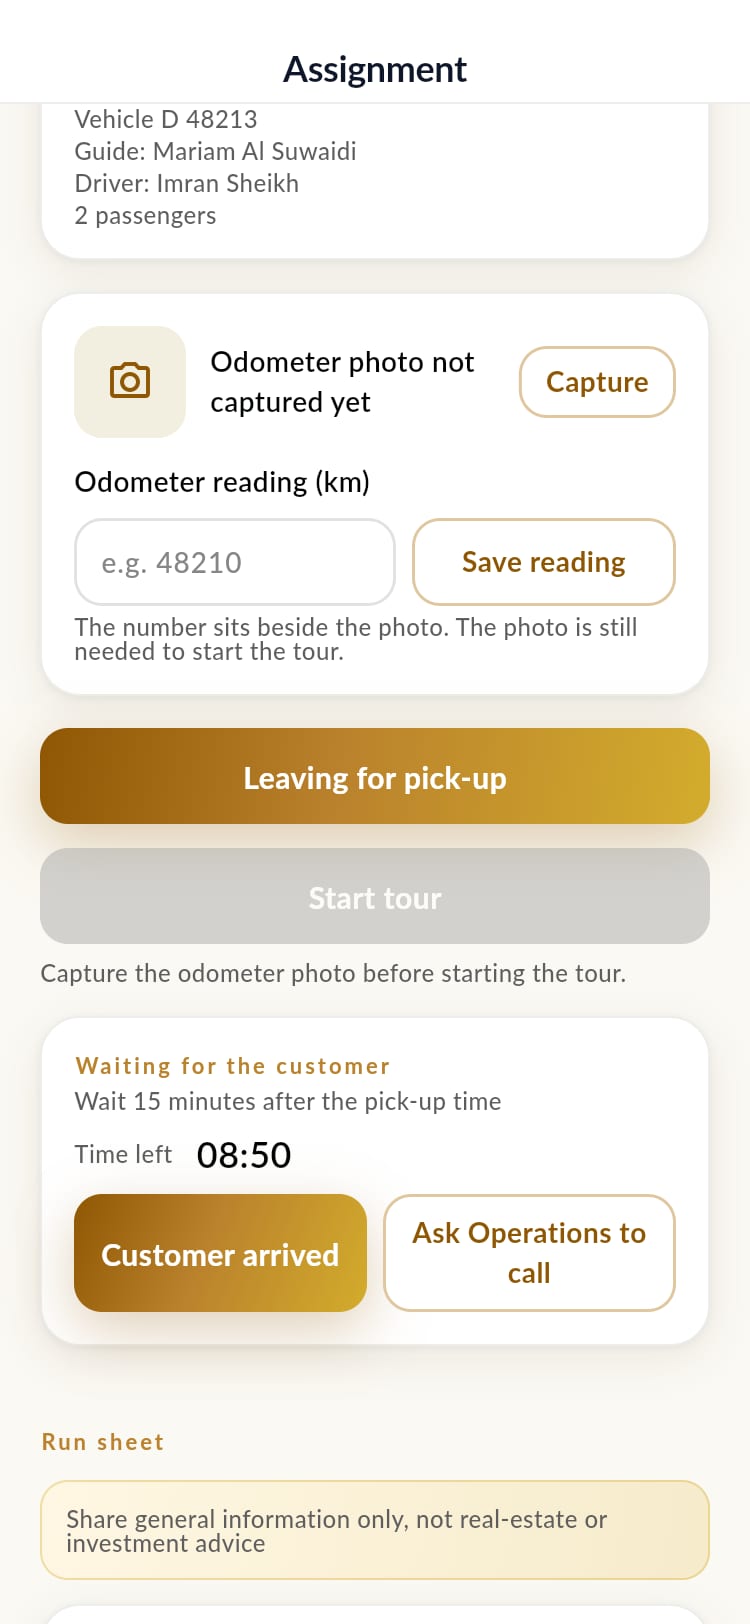 Assignment
Vehicle D 48213
Guide: Mariam Al Suwaidi
Driver: Imran Sheikh
2 passengers
Odometer photo not
captured yet
Capture
Odometer reading (km)
e.g. 48210
Save reading
The number sits beside the photo. The photo is still
needed to start the tour.
Leaving for pick-up
Start tour
Capture the odometer photo before starting the tour.
Waiting for the customer
Wait 15 minutes after the pick-up time
Time left 08:50
Customer arrived
Ask Operations to
call
Run sheet
Share general information only, not real-estate or
investment advice